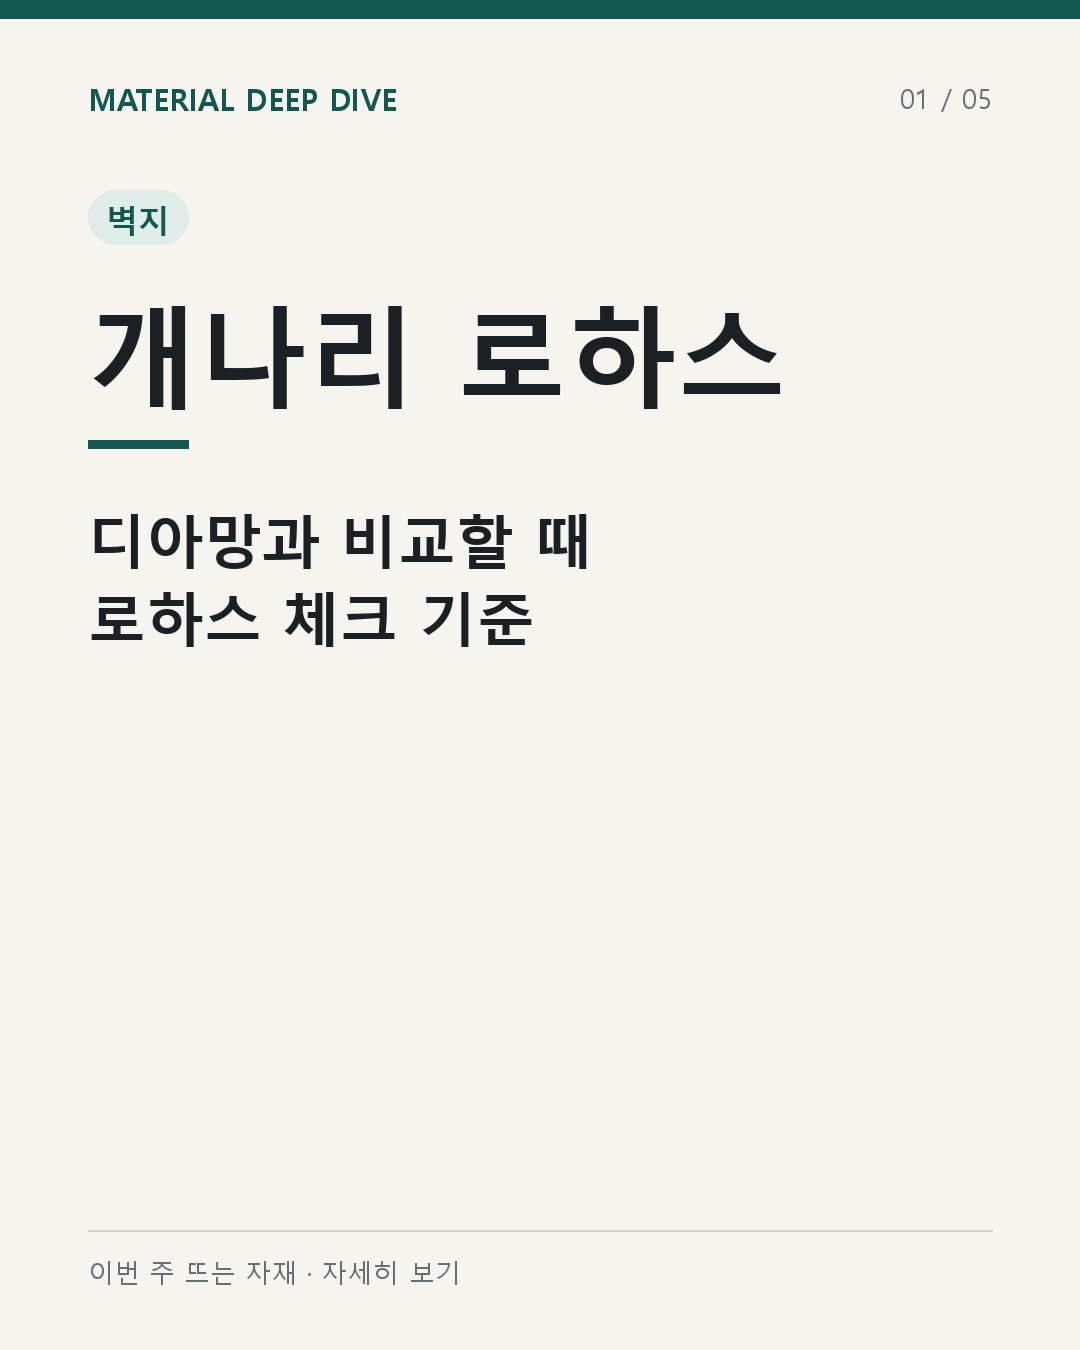 MATERIAL DEEP DIVE
01 / 05
벽지
개나리 로하스
디아망과 비교할 때
로하스 체크 기준
이번 주 뜨는 자재 · 자세히 보기